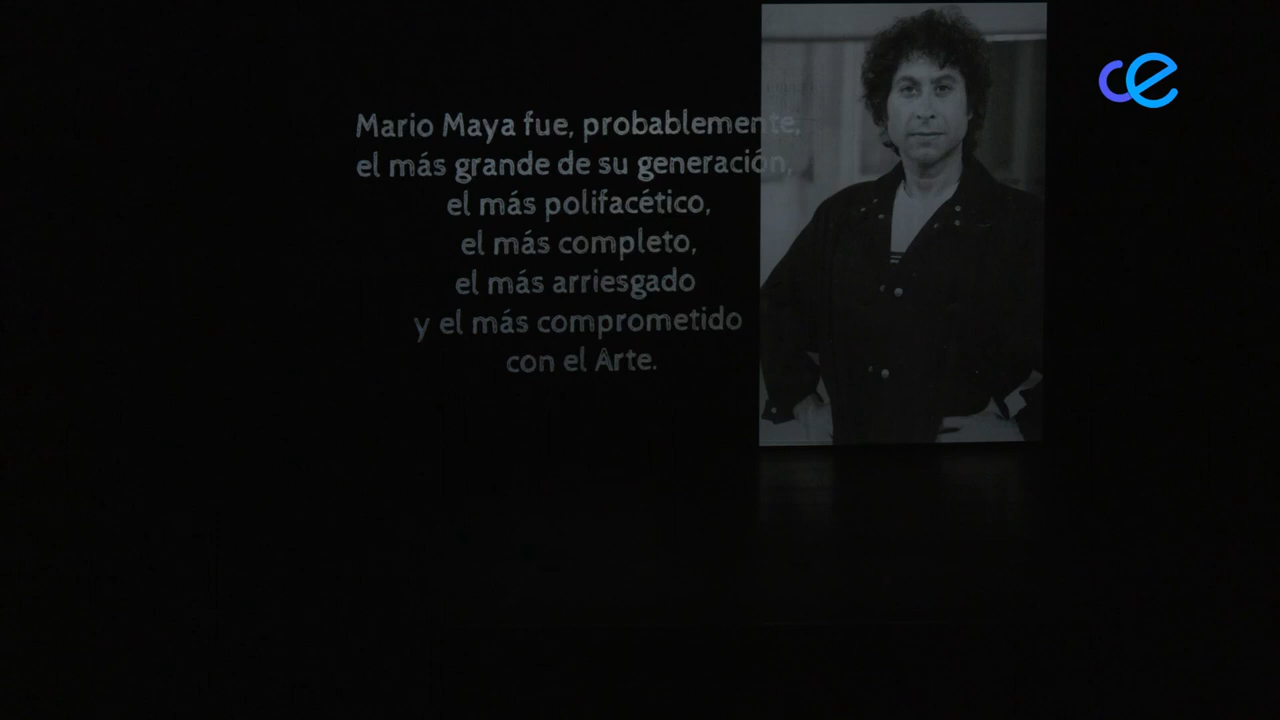 Mario Maya fue, probablemente,
el más grande de su generación,
el más polifacético,
el más completo,
el más arriesgado
y el más comprometido
con el Arte.
ce